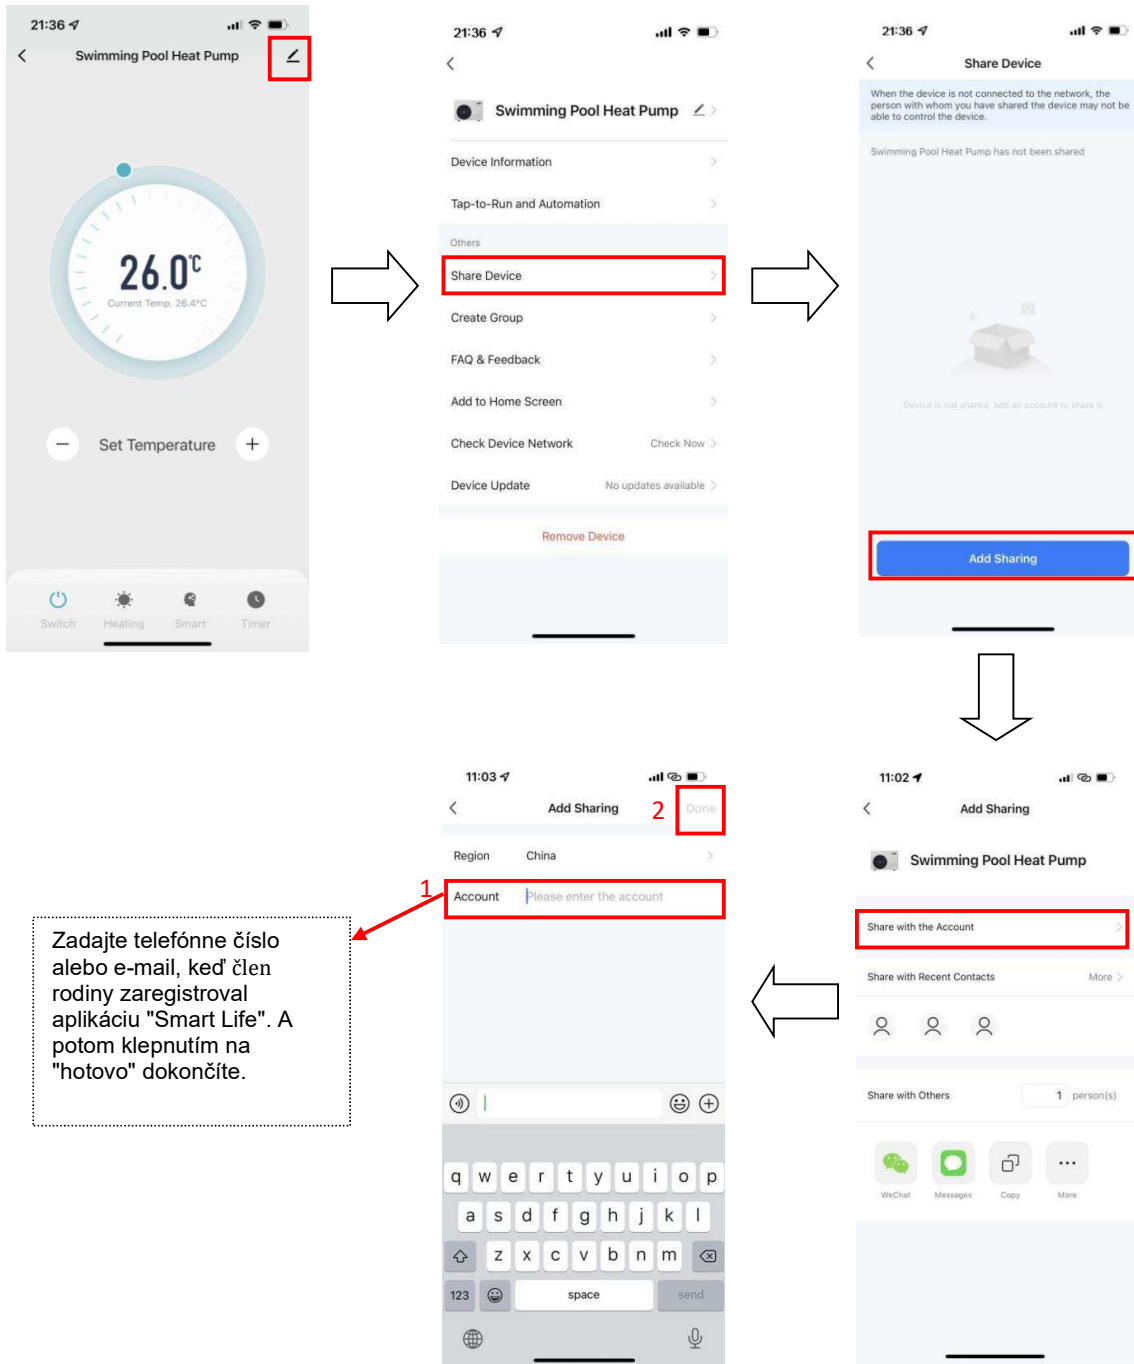 21:36
Swimming Pool Heat Pump
26.0°C
Current Temp. 26.4°C
− Set Temperature +
Switch Heating Smart Timer
21:36
Swimming Pool Heat Pump
Device Information
Tap-to-Run and Automation
Others
Share Device
Create Group
FAQ & Feedback
Add to Home Screen
Check Device Network Check Now
Device Update No updates available
Remove Device
21:36
Share Device
When the device is not connected to the network, the
person with whom you have shared the device may not be
able to control the device.
Swimming Pool Heat Pump has not been shared
Device is not shared, add an account to share it
Add Sharing
11:02
Add Sharing
Swimming Pool Heat Pump
Share with the Account
Share with Recent Contacts More
Share with Others 1 person(s)
WeChat Messages Copy More
11:03
Add Sharing 2 Done
Region China
1 Account Please enter the account
q w e r t y u i o p
a s d f g h j k l
z x c v b n m
123 space send
Zadajte telefónne číslo
alebo e-mail, keď člen
rodiny zaregistroval
aplikáciu "Smart Life". A
potom klepnutím na
"hotovo" dokončíte.